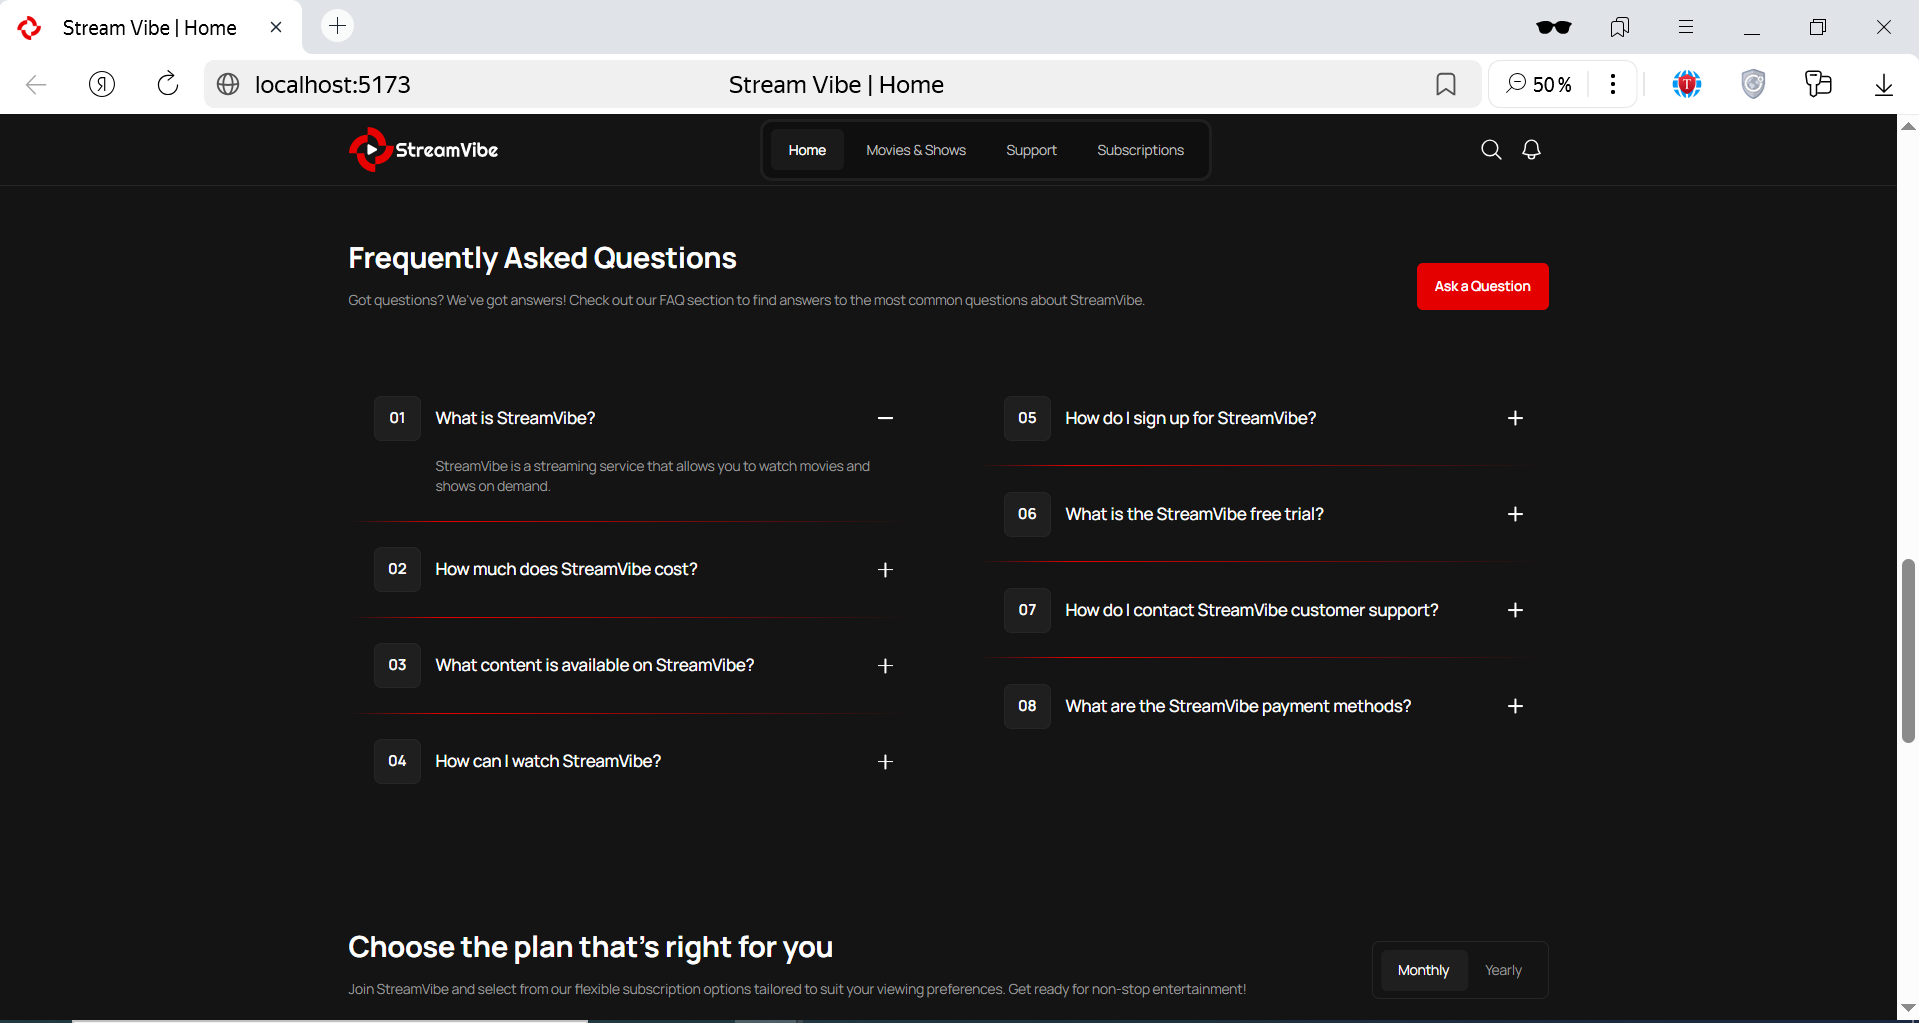 Stream Vibe | Home
localhost:5173
Stream Vibe | Home
50 %
StreamVibe
Home
Movies & Shows
Support
Subscriptions
Frequently Asked Questions
Got questions? We've got answers! Check out our FAQ section to find answers to the most common questions about StreamVibe.
Ask a Question
01
What is StreamVibe?
StreamVibe is a streaming service that allows you to watch movies and
shows on demand.
02
How much does StreamVibe cost?
03
What content is available on StreamVibe?
04
How can I watch StreamVibe?
05
How do I sign up for StreamVibe?
06
What is the StreamVibe free trial?
07
How do I contact StreamVibe customer support?
08
What are the StreamVibe payment methods?
Choose the plan that's right for you
Join StreamVibe and select from our flexible subscription options tailored to suit your viewing preferences. Get ready for non-stop entertainment!
Monthly
Yearly